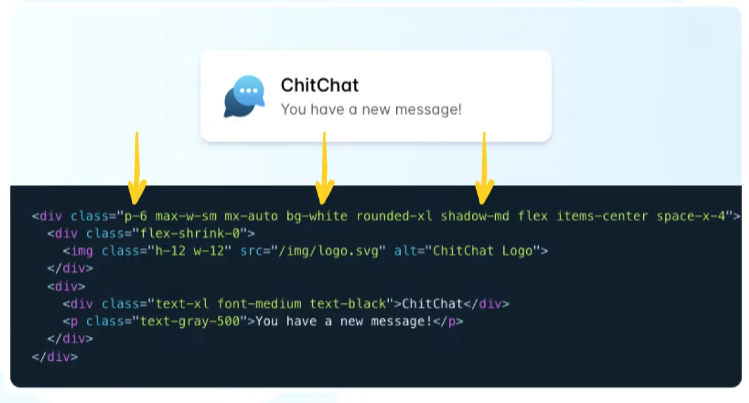 ChitChat
You have a new message!
<div class="p-6 max-w-sm mx-auto bg-white rounded-xl shadow-md flex items-center space-x-4">
  <div class="flex-shrink-0">
    <img class="h-12 w-12" src="/img/logo.svg" alt="ChitChat Logo">
  </div>
  <div>
    <div class="text-xl font-medium text-black">ChitChat</div>
    <p class="text-gray-500">You have a new message!</p>
  </div>
</div>